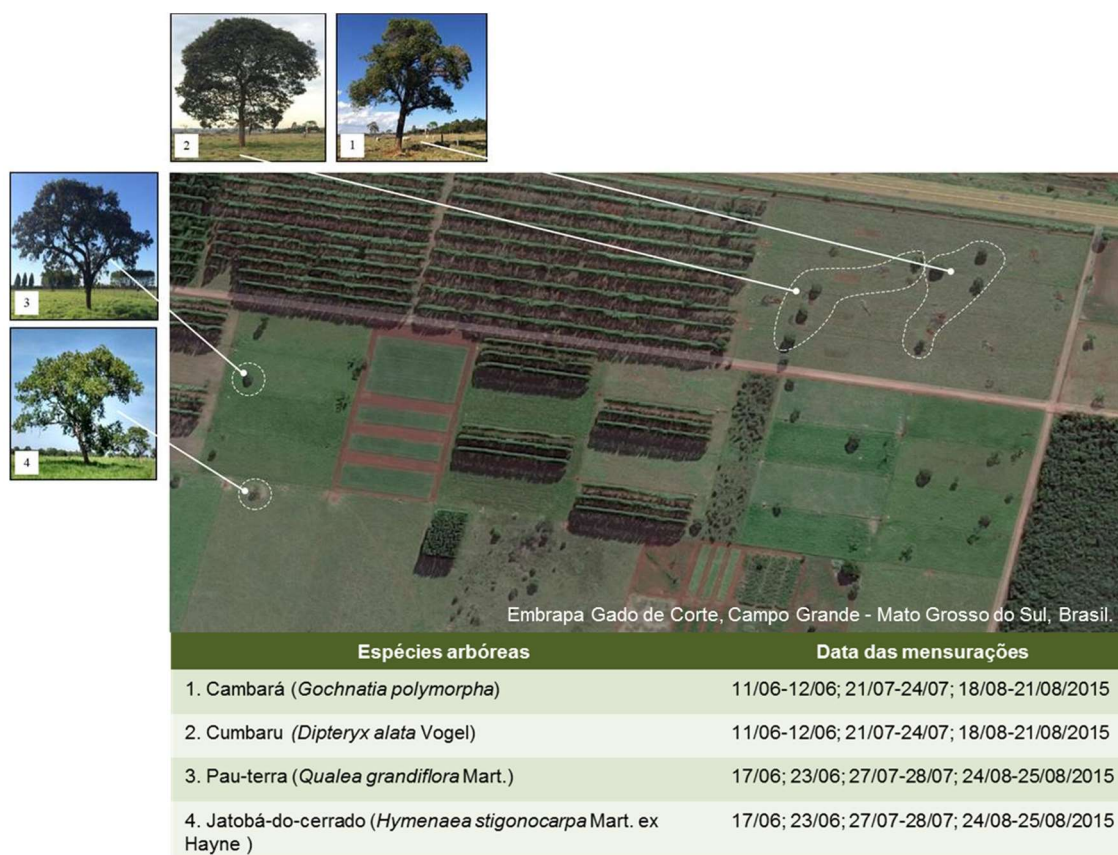 2
1
3
4
Embrapa Gado de Corte, Campo Grande - Mato Grosso do Sul, Brasil.
Espécies arbóreas Data das mensurações
1. Cambará (Gochnatia polymorpha) 11/06-12/06; 21/07-24/07; 18/08-21/08/2015
2. Cumbaru (Dipteryx alata Vogel) 11/06-12/06; 21/07-24/07; 18/08-21/08/2015
3. Pau-terra (Qualea grandiflora Mart.) 17/06; 23/06; 27/07-28/07; 24/08-25/08/2015
4. Jatobá-do-cerrado (Hymenaea stigonocarpa Mart. ex 17/06; 23/06; 27/07-28/07; 24/08-25/08/2015
Hayne )